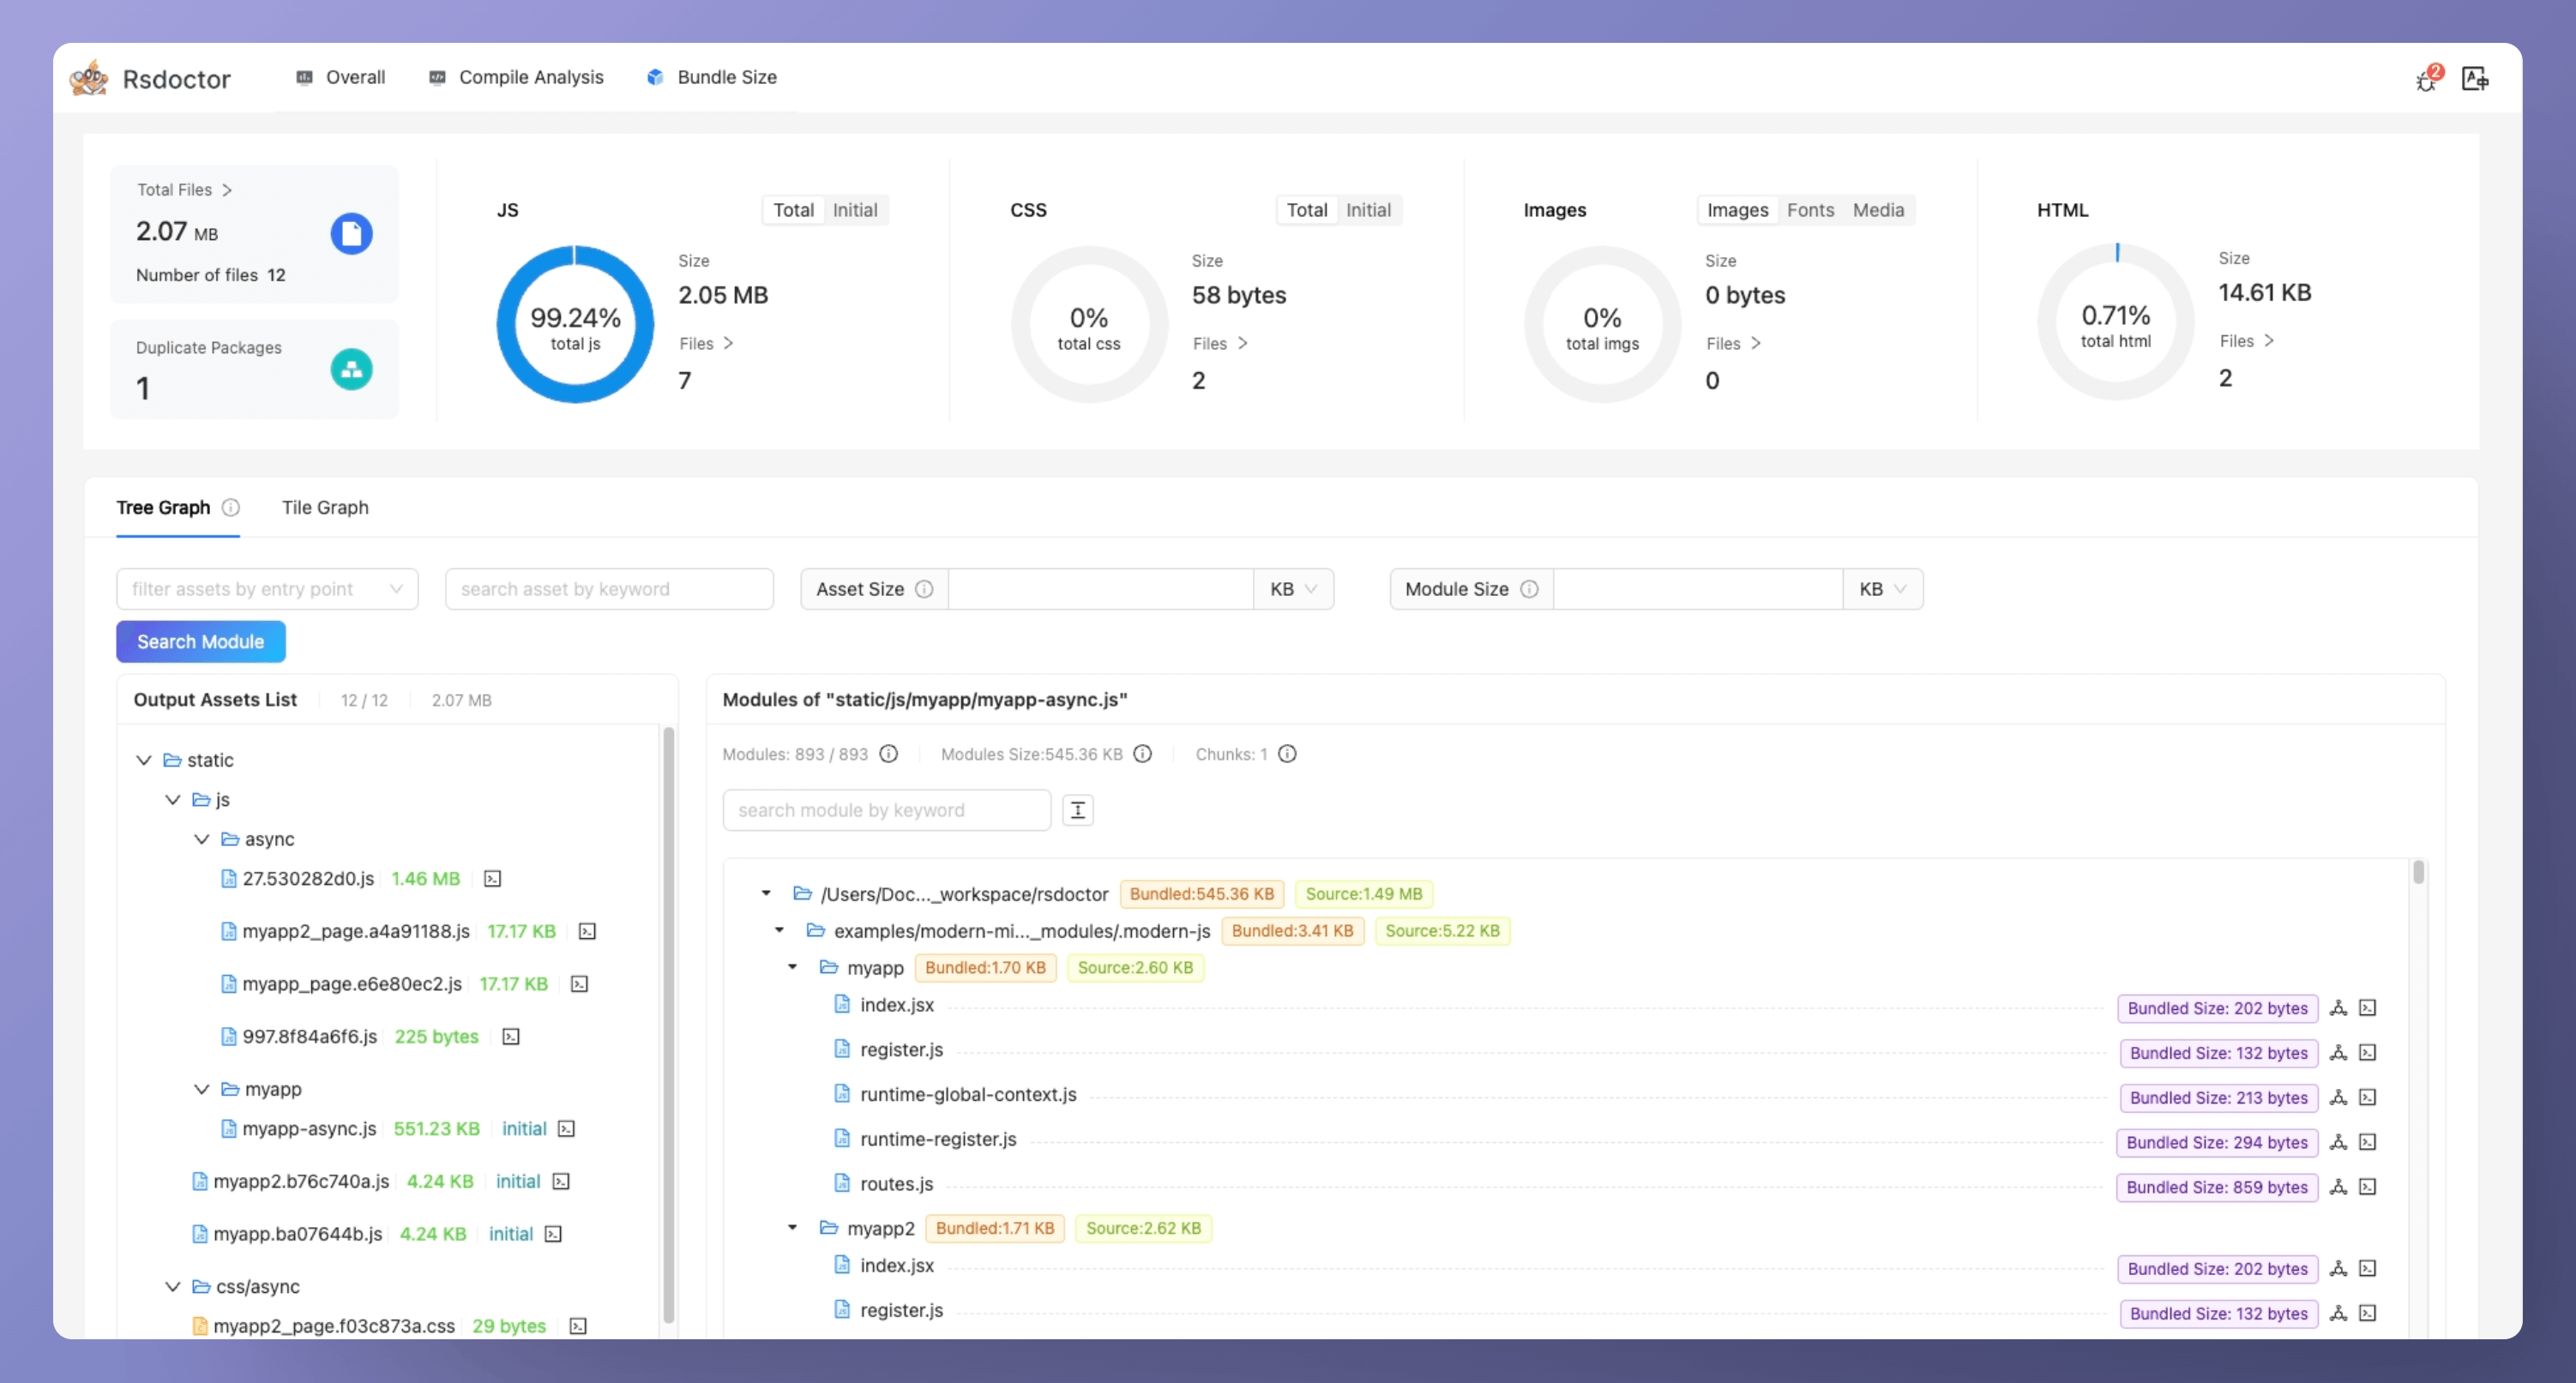 Rsdoctor
Overall
Compile Analysis
Bundle Size
2
Total Files
2.07 MB
Number of files 12
Duplicate Packages
1
JS
Total Initial
99.24%
total js
Size
2.05 MB
Files
7
CSS
Total Initial
0%
total css
Size
58 bytes
Files
2
Images
Images Fonts Media
0%
total imgs
Size
0 bytes
Files
0
HTML
0.71%
total html
Size
14.61 KB
Files
2
Tree Graph
Tile Graph
filter assets by entry point
search asset by keyword
Asset Size
KB
Module Size
KB
Search Module
Output Assets List 12 / 12 2.07 MB
static
js
async
27.530282d0.js 1.46 MB
myapp2_page.a4a91188.js 17.17 KB
myapp_page.e6e80ec2.js 17.17 KB
997.8f84a6f6.js 225 bytes
myapp
myapp-async.js 551.23 KB initial
myapp2.b76c740a.js 4.24 KB initial
myapp.ba07644b.js 4.24 KB initial
css/async
myapp2_page.f03c873a.css 29 bytes
Modules of "static/js/myapp/myapp-async.js"
Modules: 893 / 893 Modules Size:545.36 KB Chunks: 1
search module by keyword
/Users/Doc..._workspace/rsdoctor Bundled:545.36 KB Source:1.49 MB
examples/modern-mi..._modules/.modern-js Bundled:3.41 KB Source:5.22 KB
myapp Bundled:1.70 KB Source:2.60 KB
index.jsx Bundled Size: 202 bytes
register.js Bundled Size: 132 bytes
runtime-global-context.js Bundled Size: 213 bytes
runtime-register.js Bundled Size: 294 bytes
routes.js Bundled Size: 859 bytes
myapp2 Bundled:1.71 KB Source:2.62 KB
index.jsx Bundled Size: 202 bytes
register.js Bundled Size: 132 bytes